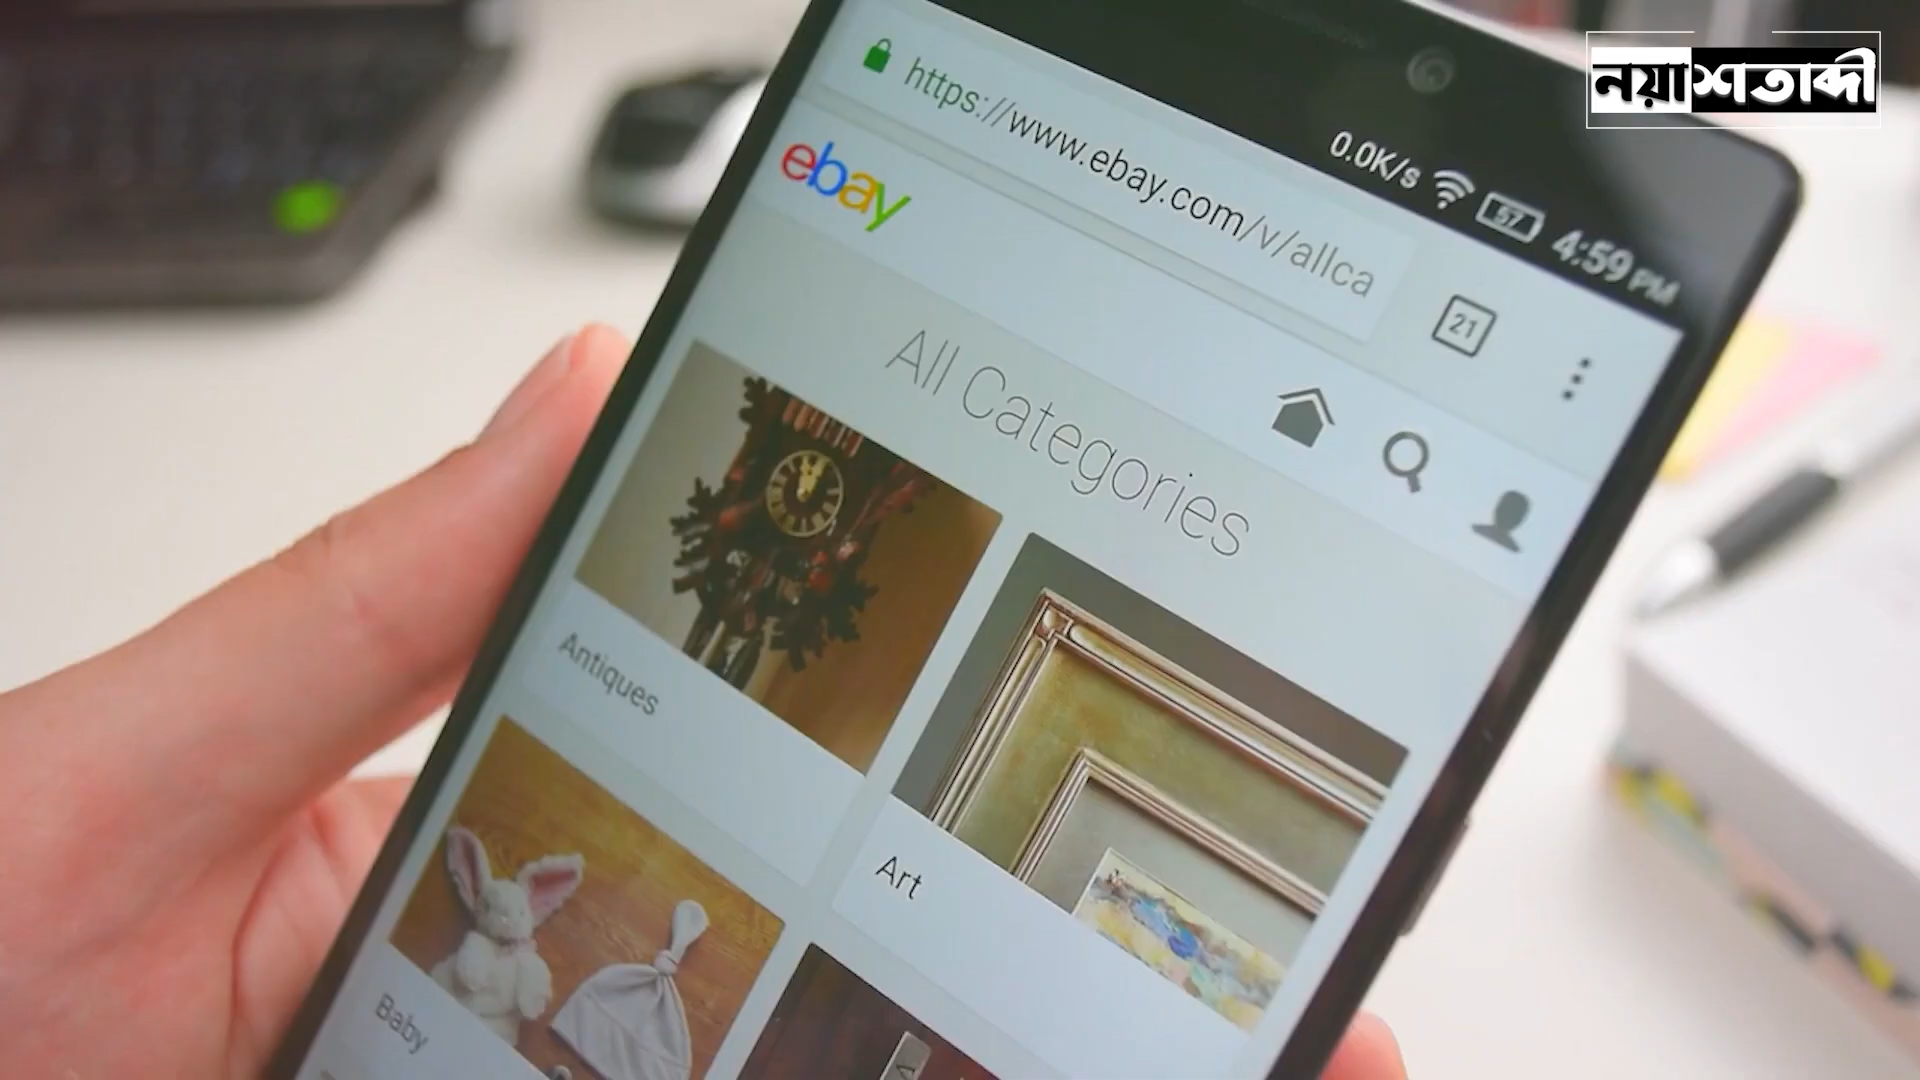 নয়াশতাব্দী
0.0K/s 57 4:59 PM
https://www.ebay.com/v/allca
21
ebay
All Categories
Antiques
Art
Baby